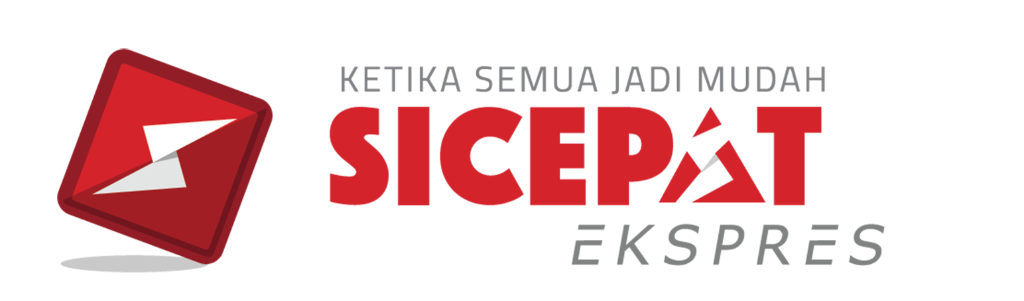 KETIKA SEMUA JADI MUDAH
SICEPAT
EKSPRES